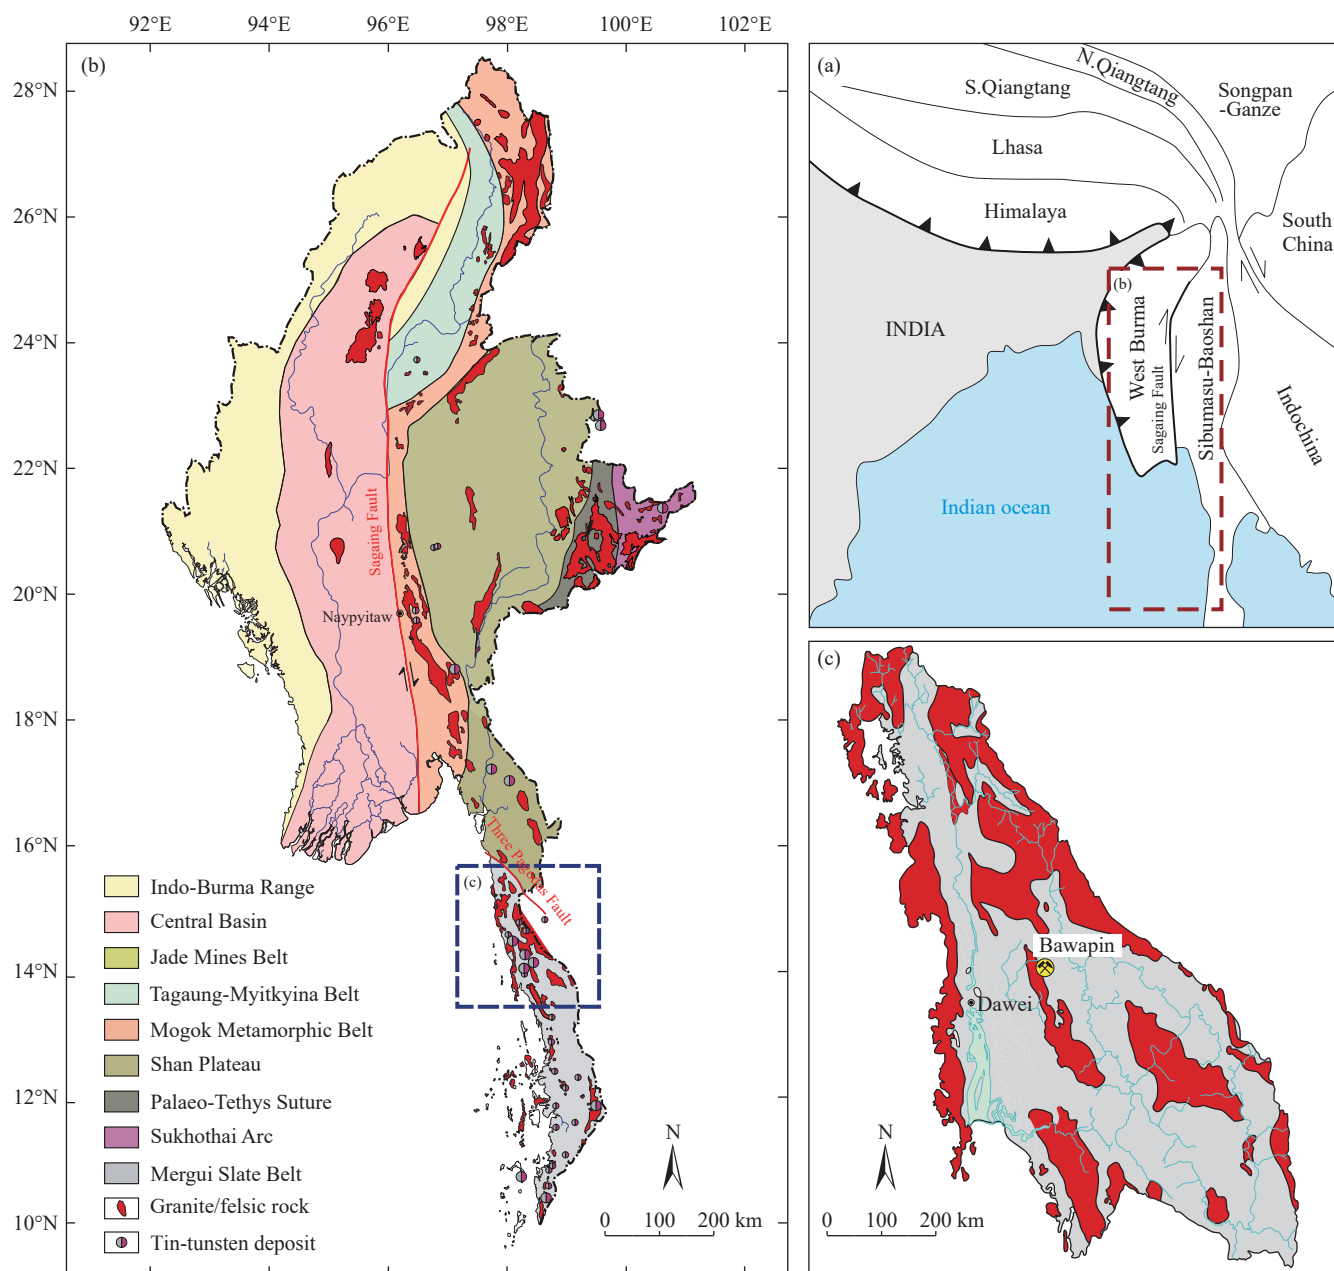 92°E 94°E 96°E 98°E 100°E 102°E
(b)
28°N
26°N
24°N
22°N
20°N
18°N
16°N
14°N
12°N
10°N
Sagaing Fault
Naypyitaw
Three Pagodas Fault
(c)
Indo-Burma Range
Central Basin
Jade Mines Belt
Tagaung-Myitkyina Belt
Mogok Metamorphic Belt
Shan Plateau
Palaeo-Tethys Suture
Sukhothai Arc
Mergui Slate Belt
Granite/felsic rock
Tin-tunsten deposit
N
0 100 200 km
(a)
N.Qiangtang
S.Qiangtang
Songpan
-Ganze
Lhasa
Himalaya
South
China
(b)
INDIA
West Burma
Sagaing Fault
Sibumasu-Baoshan
Indochina
Indian ocean
(c)
Bawapin
Dawei
N
0 100 200 km